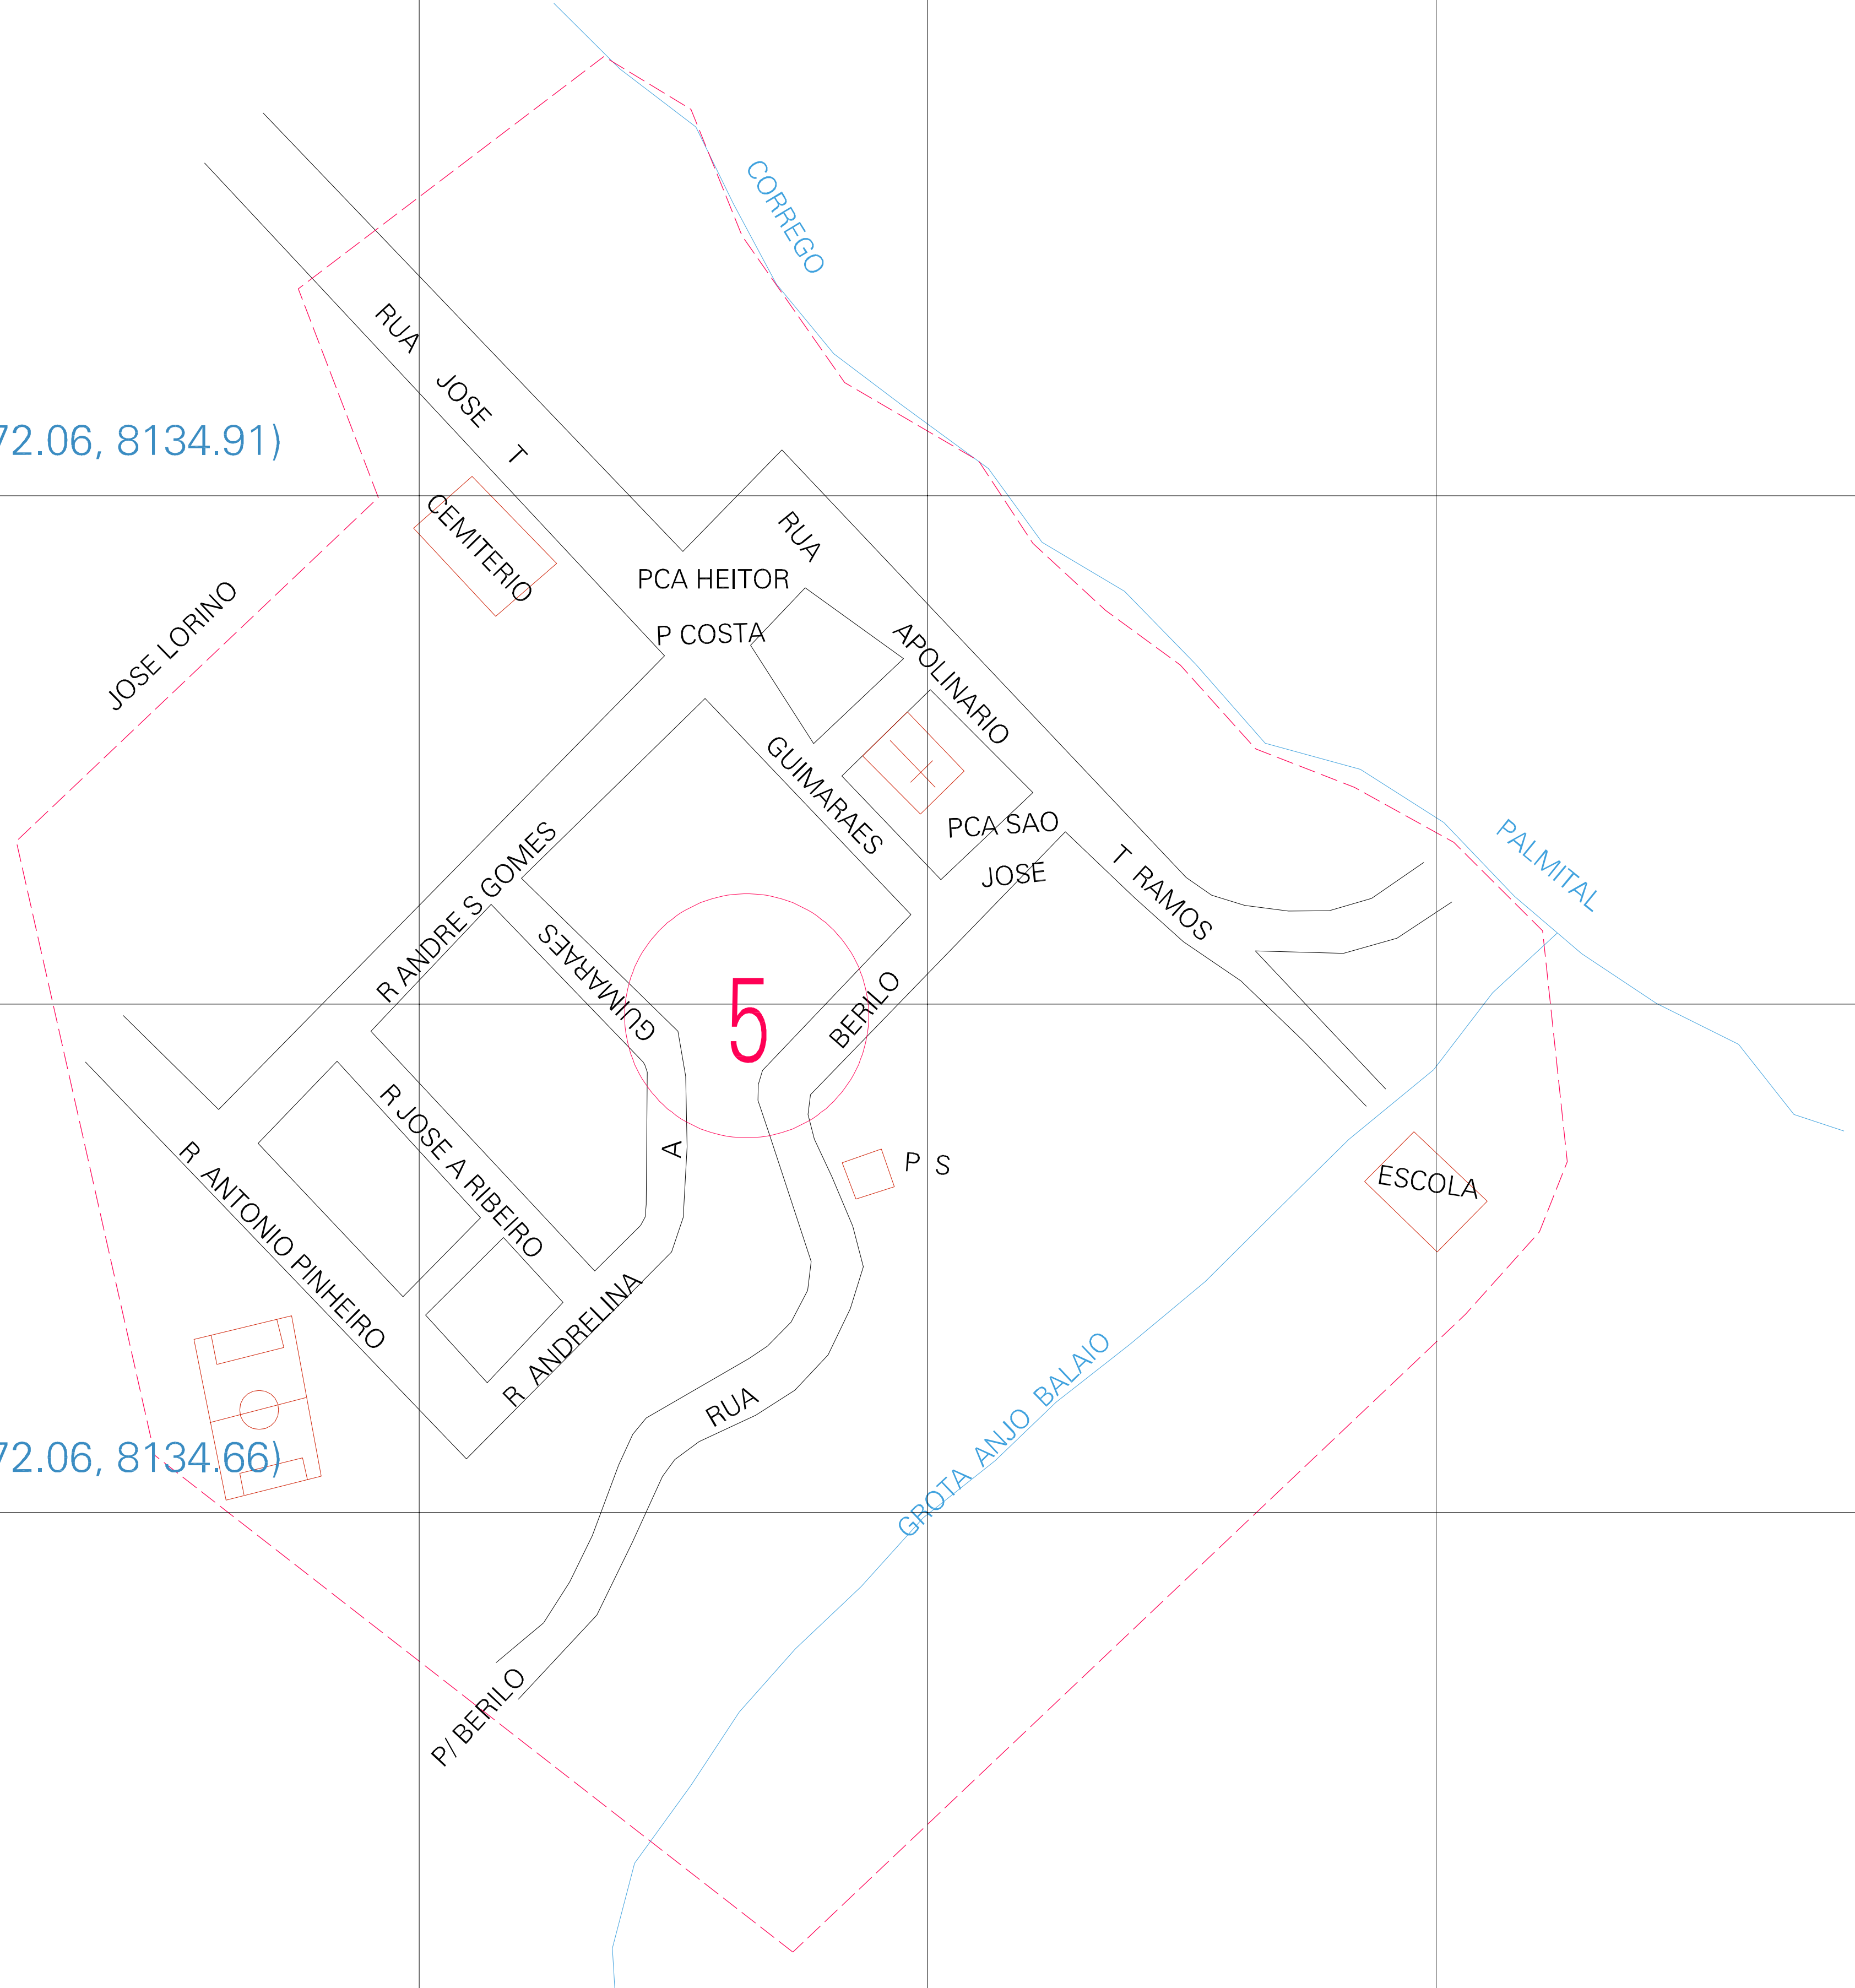 CORREGO
RUA JOSE T
72.06, 8134.91)
CEMITERIO
RUA APOLINARIO T RAMOS
PCA HEITOR
P COSTA
JOSE LORINO
GUIMARAES
PCA SAO
JOSE
PALMITAL
R ANDRE S GOMES
GUIMARAES
5
BERILO
R JOSE A RIBEIRO
A
P S
ESCOLA
R ANTONIO PINHEIRO
R ANDRELINA
RUA
GROTA ANJO BALAIO
72.06, 8134.66)
P/ BERILO